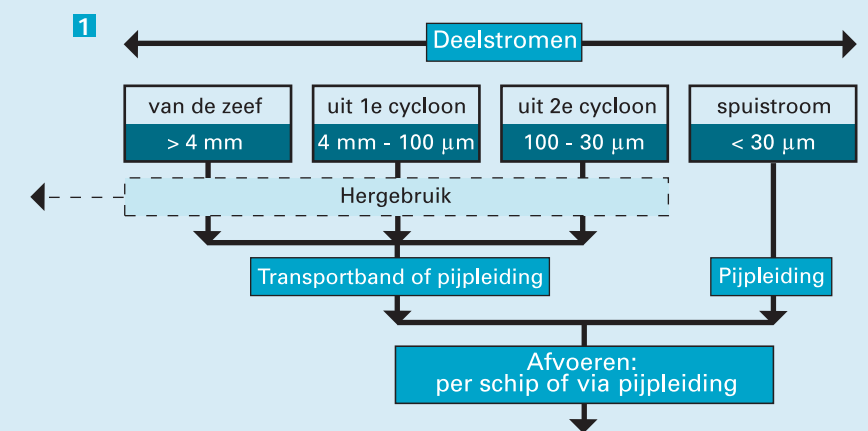 1
Deelstromen
van de zeef
> 4 mm
uit 1e cycloon
4 mm - 100 μm
uit 2e cycloon
100 - 30 μm
spuistroom
< 30 μm
Hergebruik
Transportband of pijpleiding
Pijpleiding
Afvoeren:
per schip of via pijpleiding